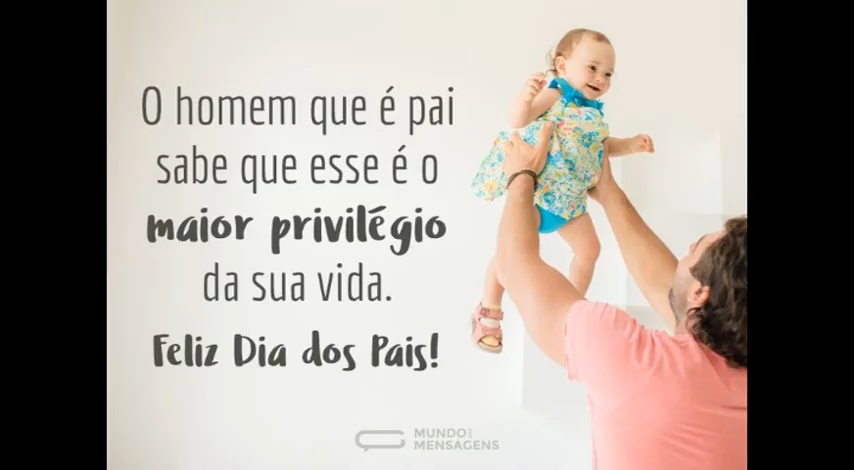 O homem que é pai
sabe que esse é o
maior privilégio
da sua vida.
Feliz Dia dos Pais!
MUNDO DAS
MENSAGENS